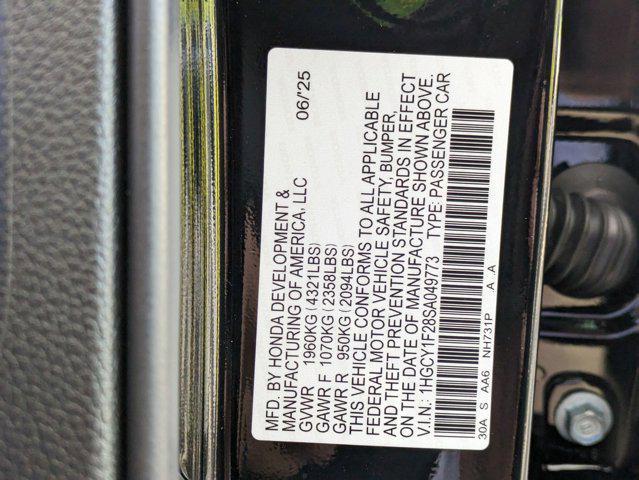 MFD. BY HONDA DEVELOPMENT &
MANUFACTURING OF AMERICA, LLC 06/'25
GVWR 1960KG (4321LBS)
GAWR F 1070KG (2358LBS)
GAWR R 950KG (2094LBS)
THIS VEHICLE CONFORMS TO ALL APPLICABLE
FEDERAL MOTOR VEHICLE SAFETY, BUMPER,
AND THEFT PREVENTION STANDARDS IN EFFECT
ON THE DATE OF MANUFACTURE SHOWN ABOVE.
V.I.N.: 1HGCY1F28SA049773 TYPE: PASSENGER CAR
30A S AA6 NH731P .A .A